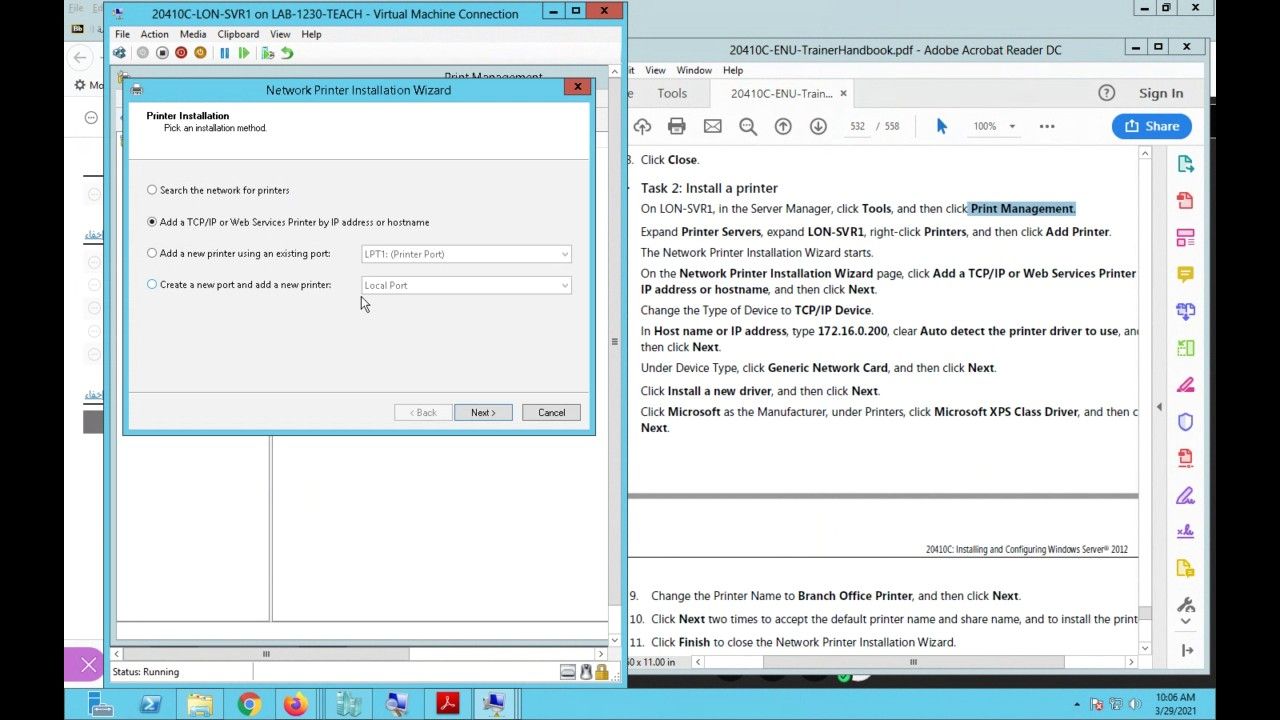 20410C-LON-SVR1 on LAB-1230-TEACH - Virtual Machine Connection
File Action Media Clipboard View Help
Print Management
Network Printer Installation Wizard
Printer Installation
Pick an installation method.
Search the network for printers
Add a TCP/IP or Web Services Printer by IP address or hostname
Add a new printer using an existing port:
LPT1: (Printer Port)
Create a new port and add a new printer:
Local Port
< Back
Next >
Cancel
Status: Running
File
Bb
Mo
إخفاء
إخفاء
20410C-ENU-TrainerHandbook.pdf - Adobe Acrobat Reader DC
it View Window Help
e Tools 20410C-ENU-Train... × Sign In
532 / 558
100%
Share
3. Click Close.
Task 2: Install a printer
On LON-SVR1, in the Server Manager, click Tools, and then click Print Management.
Expand Printer Servers, expand LON-SVR1, right-click Printers, and then click Add Printer.
The Network Printer Installation Wizard starts.
On the Network Printer Installation Wizard page, click Add a TCP/IP or Web Services Printer
IP address or hostname, and then click Next.
Change the Type of Device to TCP/IP Device.
In Host name or IP address, type 172.16.0.200, clear Auto detect the printer driver to use, an
then click Next.
Under Device Type, click Generic Network Card, and then click Next.
Click Install a new driver, and then click Next.
Click Microsoft as the Manufacturer, under Printers, click Microsoft XPS Class Driver, and then c
Next.
20410C: Installing and Configuring Windows Server® 2012
9. Change the Printer Name to Branch Office Printer, and then click Next.
10. Click Next two times to accept the default printer name and share name, and to install the print
11. Click Finish to close the Network Printer Installation Wizard.
0 x 11.00 in
10:06 AM
3/29/2021